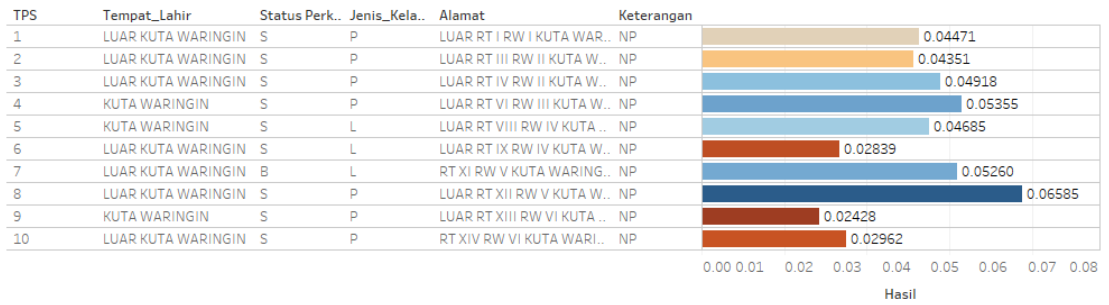 TPS Tempat_Lahir Status Perk.. Jenis_Kela.. Alamat Keterangan
1 LUAR KUTA WARINGIN S P LUAR RT I RW I KUTA WAR.. NP 0.04471
2 LUAR KUTA WARINGIN S P LUAR RT III RW II KUTA W.. NP 0.04351
3 LUAR KUTA WARINGIN S P LUAR RT IV RW II KUTA W.. NP 0.04918
4 KUTA WARINGIN S P LUAR RT VI RW III KUTA W.. NP 0.05355
5 KUTA WARINGIN S L LUAR RT VIII RW IV KUTA .. NP 0.04685
6 LUAR KUTA WARINGIN S L LUAR RT IX RW IV KUTA W.. NP 0.02839
7 LUAR KUTA WARINGIN B L RT XI RW V KUTA WARING.. NP 0.05260
8 LUAR KUTA WARINGIN S P LUAR RT XII RW V KUTA W.. NP 0.06585
9 KUTA WARINGIN S P LUAR RT XIII RW VI KUTA .. NP 0.02428
10 LUAR KUTA WARINGIN S P RT XIV RW VI KUTA WARI.. NP 0.02962
0.00 0.01 0.02 0.03 0.04 0.05 0.06 0.07 0.08
Hasil